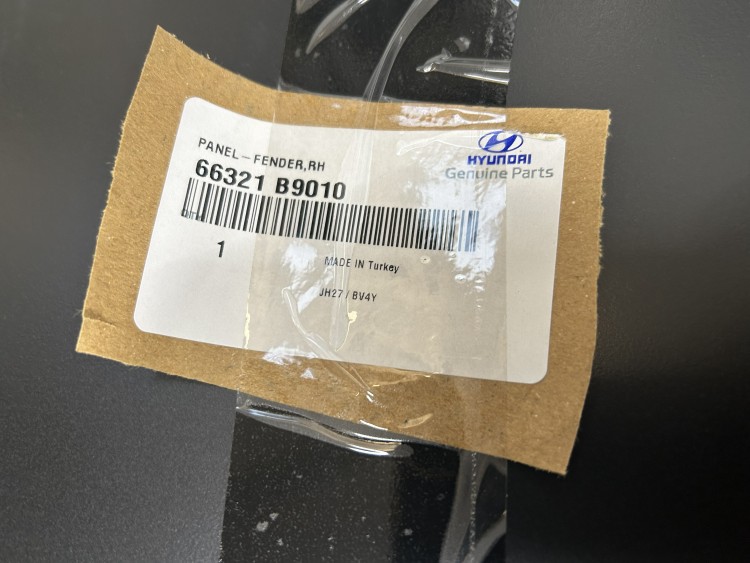 PANEL-FENDER,RH
66321 B9010
HYUNDAI
Genuine Parts
1
MADE IN Turkey
JH27 / BV4Y